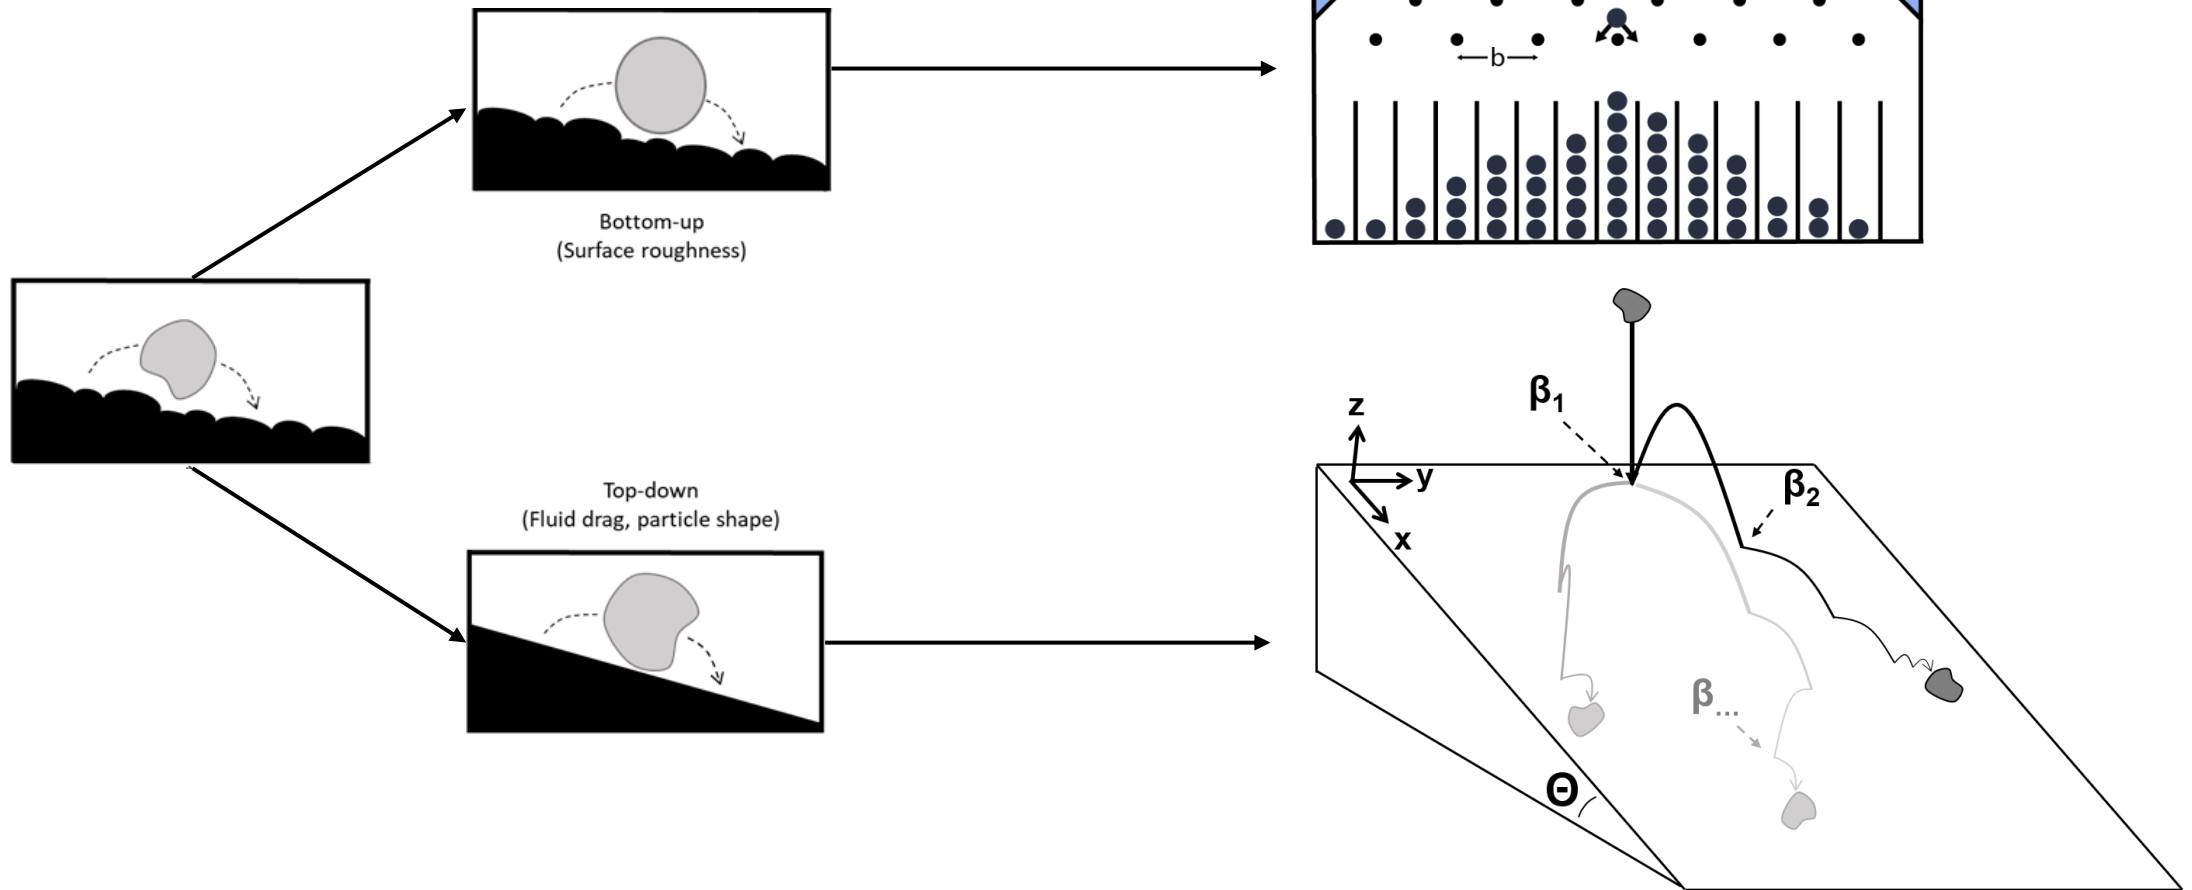 b
Bottom-up
(Surface roughness)
β1
z
y
x
β2
Top-down
(Fluid drag, particle shape)
β...
Θ